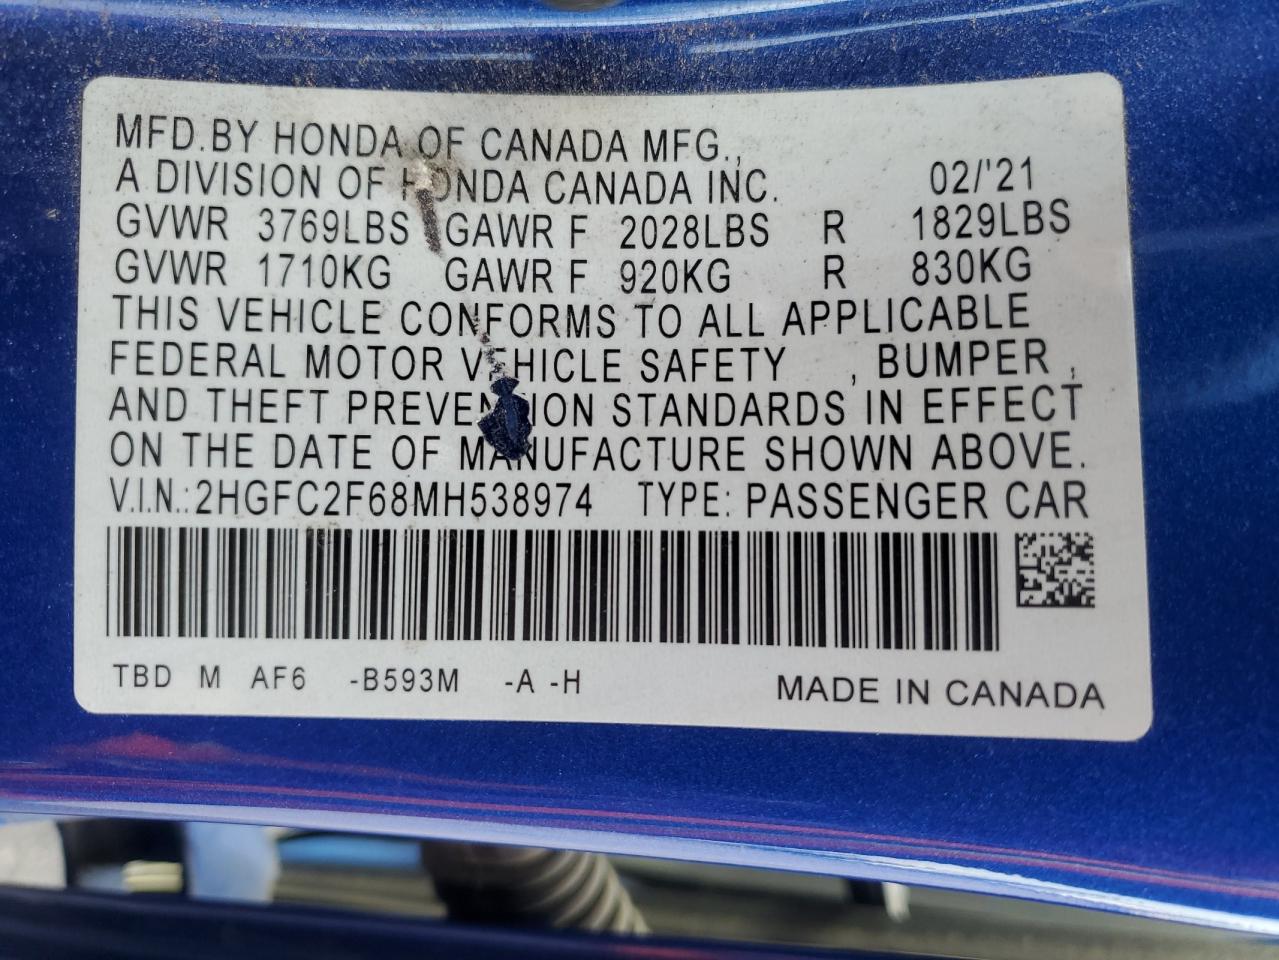 MFD.BY HONDA OF CANADA MFG.,
A DIVISION OF HONDA CANADA INC. 02/'21
GVWR 3769LBS GAWR F 2028LBS R 1829LBS
GVWR 1710KG GAWR F 920KG R 830KG
THIS VEHICLE CONFORMS TO ALL APPLICABLE
FEDERAL MOTOR VEHICLE SAFETY , BUMPER ,
AND THEFT PREVENTION STANDARDS IN EFFECT
ON THE DATE OF MANUFACTURE SHOWN ABOVE.
V.I.N.:2HGFC2F68MH538974 TYPE: PASSENGER CAR
TBD M AF6 -B593M -A -H MADE IN CANADA